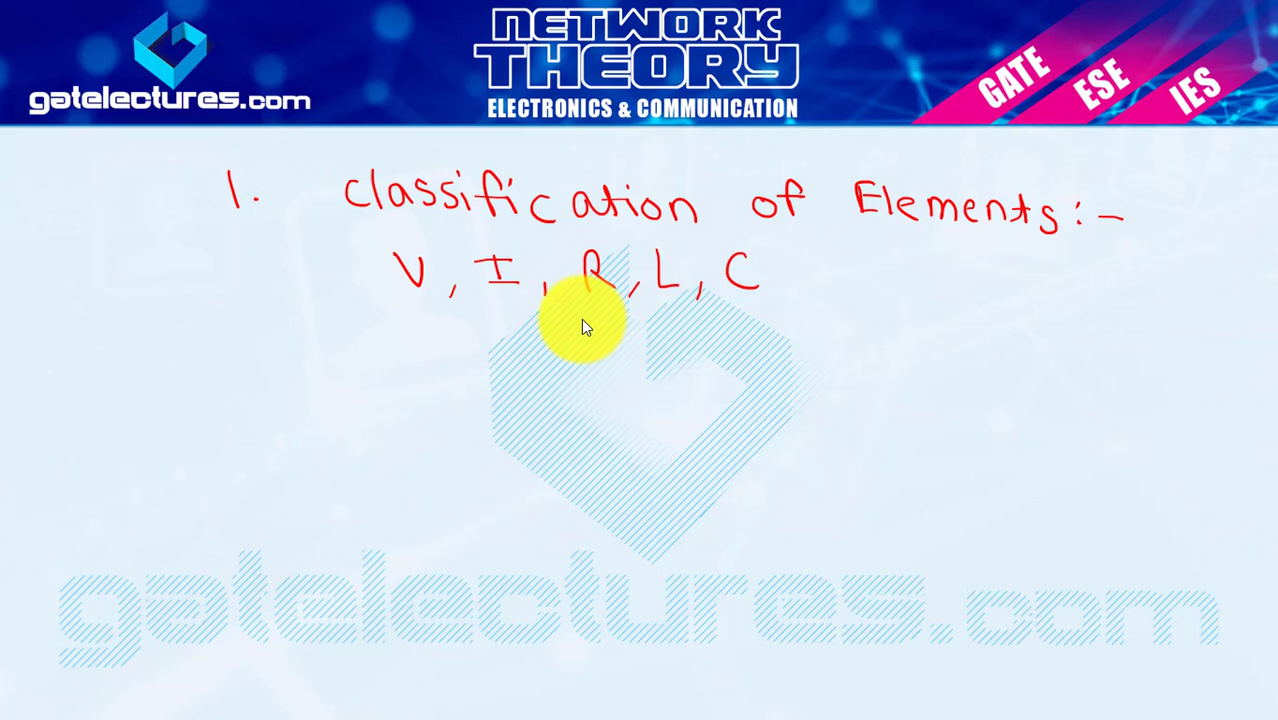 gatelectures.com
NETWORK
THEORY
ELECTRONICS & COMMUNICATION
GATE
ESE
IES
1. Classification of Elements:-
V, I, R, L, C
gatelectures.com